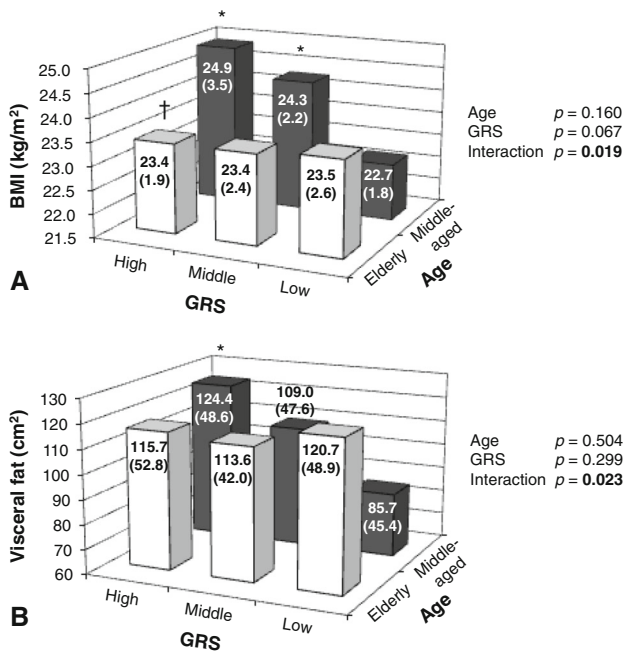 *
*
25.0
24.5
24.0
23.5
23.0
22.5
22.0
21.5
BMI (kg/m²)
†
24.9
(3.5)
24.3
(2.2)
22.7
(1.8)
23.4
(1.9)
23.4
(2.4)
23.5
(2.6)
Age p = 0.160
GRS p = 0.067
Interaction p = 0.019
High
Middle
Low
GRS
Elderly
Middle-
aged
Age
A
*
130
120
110
100
90
80
70
60
Visceral fat (cm²)
124.4
(48.6)
109.0
(47.6)
85.7
(45.4)
115.7
(52.8)
113.6
(42.0)
120.7
(48.9)
Age p = 0.504
GRS p = 0.299
Interaction p = 0.023
High
Middle
Low
GRS
Elderly
Middle-
aged
Age
B